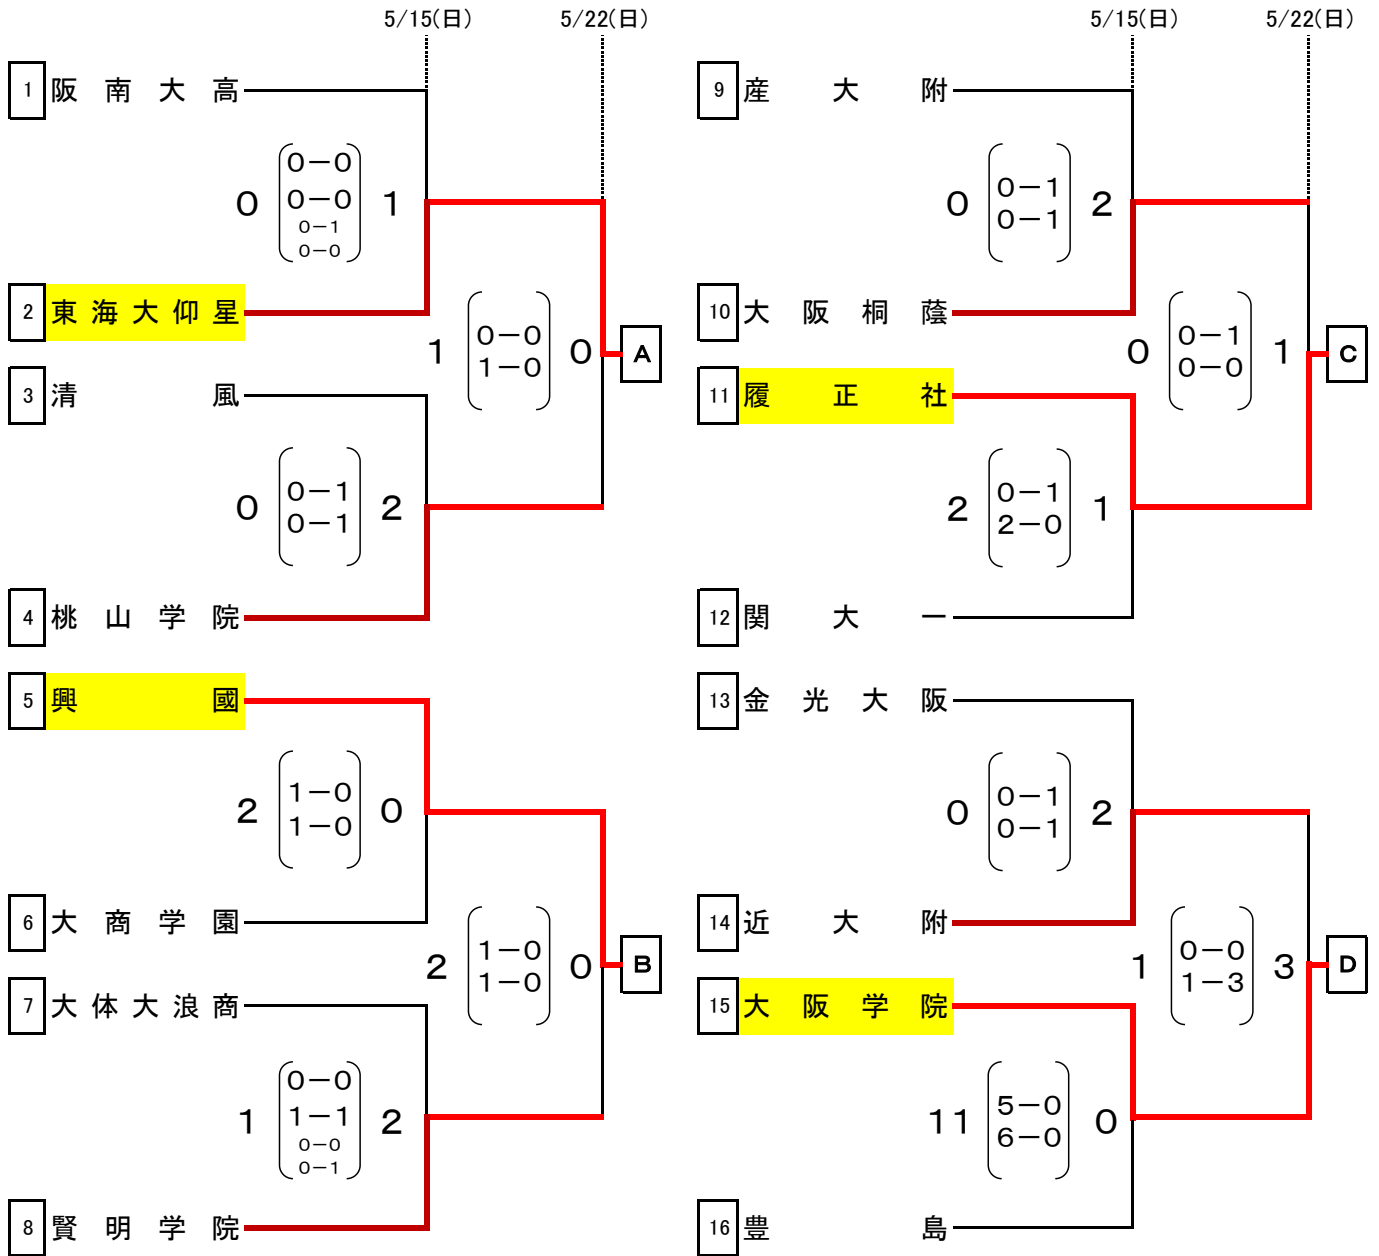 5/15(日) 5/22(日)
1 阪南大高
0 0－0 1
0－0
0－1
0－0
2 東海大仰星
1 0－0 0
1－0
A
3 清風
0 0－1 2
0－1
4 桃山学院
5 興國
2 1－0 0
1－0
6 大商学園
2 1－0 0
1－0
B
7 大体大浪商
1 0－0 2
1－1
0－0
0－1
8 賢明学院
5/15(日) 5/22(日)
9 産大附
0 0－1 2
0－1
10 大阪桐蔭
0 0－1 1
0－0
C
11 履正社
2 0－1 1
2－0
12 関大一
13 金光大阪
0 0－1 2
0－1
14 近大附
1 0－0 3
1－3
D
15 大阪学院
11 5－0 0
6－0
16 豊島